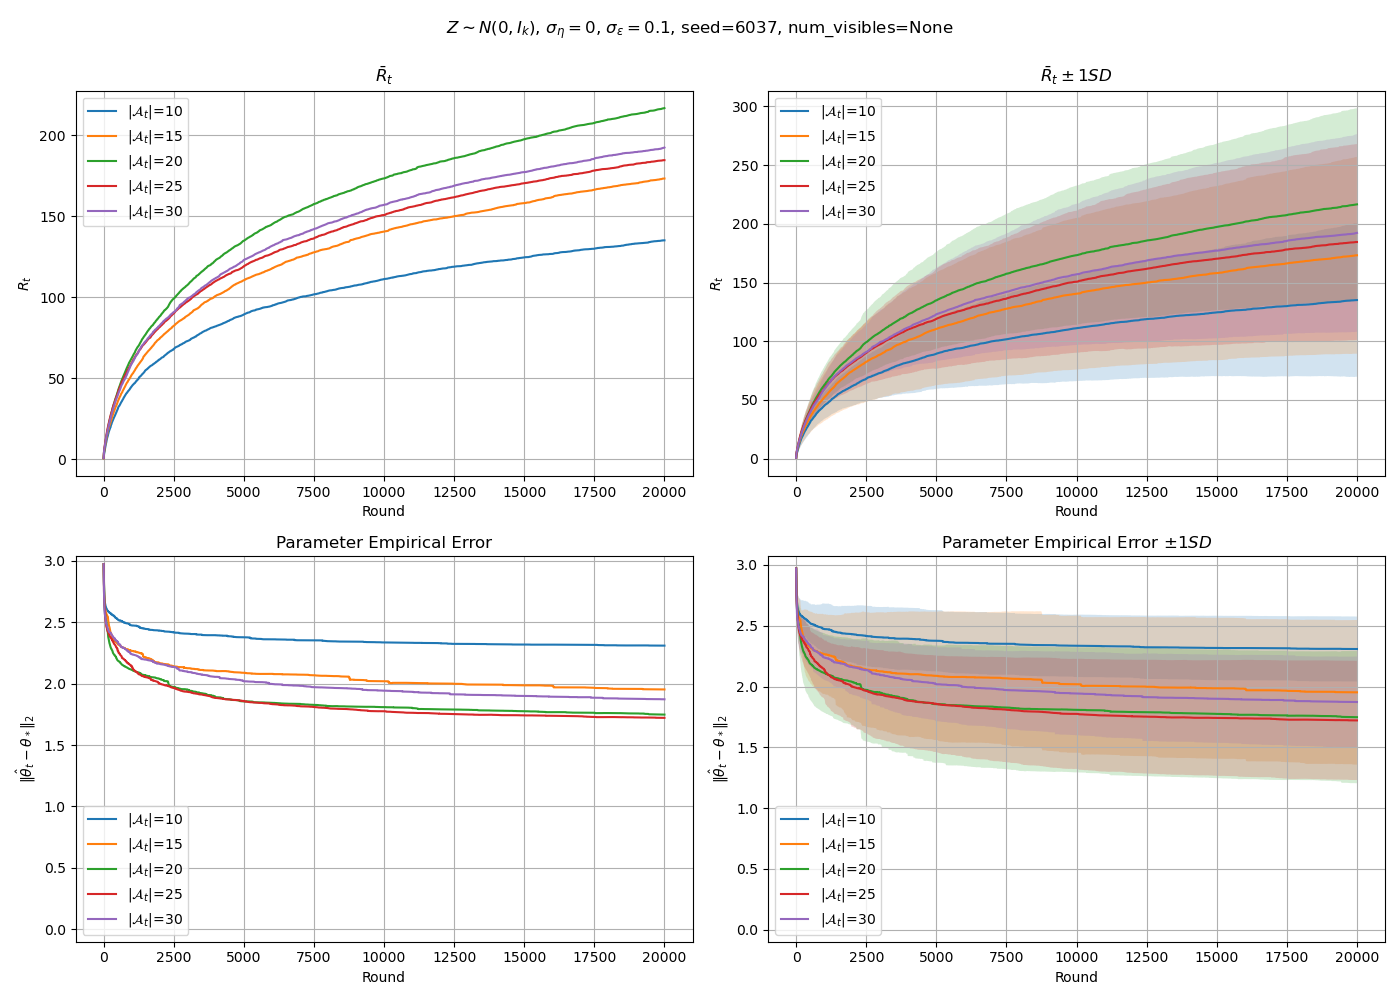 Z ∼ N(0, I_k), σ_η = 0, σ_ε = 0.1, seed=6037, num_visibles=None
R̄_t
R_t
200
150
100
50
0
|𝒜_t|=10
|𝒜_t|=15
|𝒜_t|=20
|𝒜_t|=25
|𝒜_t|=30
0 2500 5000 7500 10000 12500 15000 17500 20000
Round
R̄_t ± 1SD
R_t
300
250
200
150
100
50
0
|𝒜_t|=10
|𝒜_t|=15
|𝒜_t|=20
|𝒜_t|=25
|𝒜_t|=30
0 2500 5000 7500 10000 12500 15000 17500 20000
Round
Parameter Empirical Error
‖θ̂_t − θ_*‖_2
3.0
2.5
2.0
1.5
1.0
0.5
0.0
|𝒜_t|=10
|𝒜_t|=15
|𝒜_t|=20
|𝒜_t|=25
|𝒜_t|=30
0 2500 5000 7500 10000 12500 15000 17500 20000
Round
Parameter Empirical Error ±1SD
‖θ̂_t − θ_*‖_2
3.0
2.5
2.0
1.5
1.0
0.5
0.0
|𝒜_t|=10
|𝒜_t|=15
|𝒜_t|=20
|𝒜_t|=25
|𝒜_t|=30
0 2500 5000 7500 10000 12500 15000 17500 20000
Round